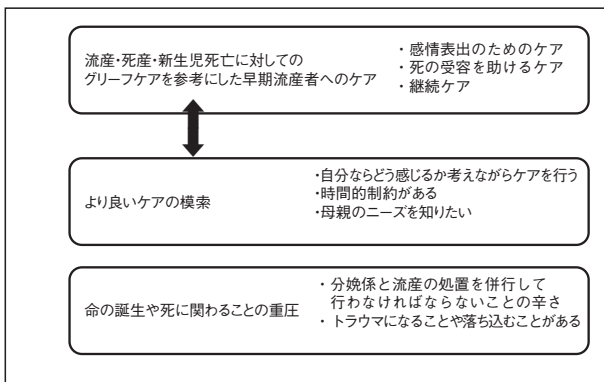 流産・死産・新生児死亡に対しての
グリーフケアを参考にした早期流産者へのケア
・感情表出のためのケア
・死の受容を助けるケア
・継続ケア
より良いケアの模索
・自分ならどう感じるか考えながらケアを行う
・時間的制約がある
・母親のニーズを知りたい
命の誕生や死に関わることの重圧
・分娩係と流産の処置を併行して
行わなければならないことの辛さ
・トラウマになることや落ち込むことがある